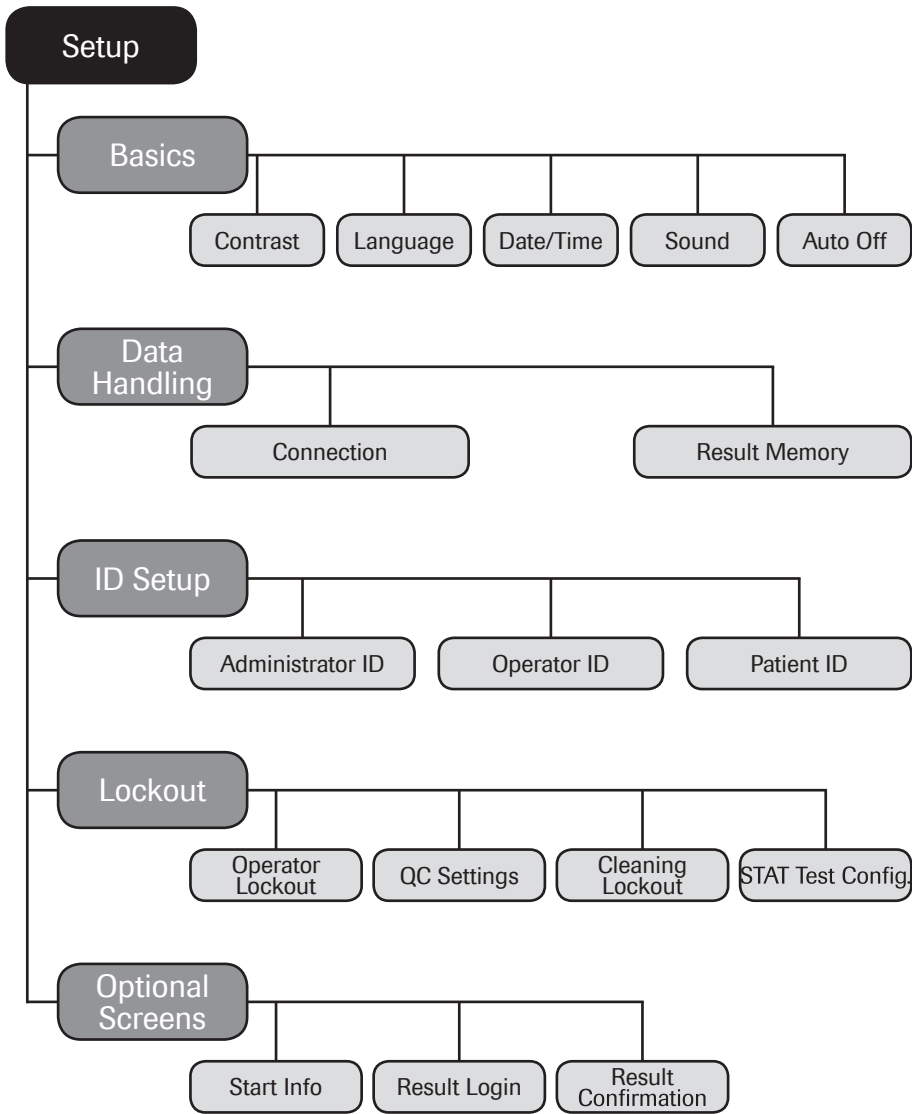 Setup
Basics
Contrast
Language
Date/Time
Sound
Auto Off
Data
Handling
Connection
Result Memory
ID Setup
Administrator ID
Operator ID
Patient ID
Lockout
Operator
Lockout
QC Settings
Cleaning
Lockout
STAT Test Config.
Optional
Screens
Start Info
Result Login
Result
Confirmation